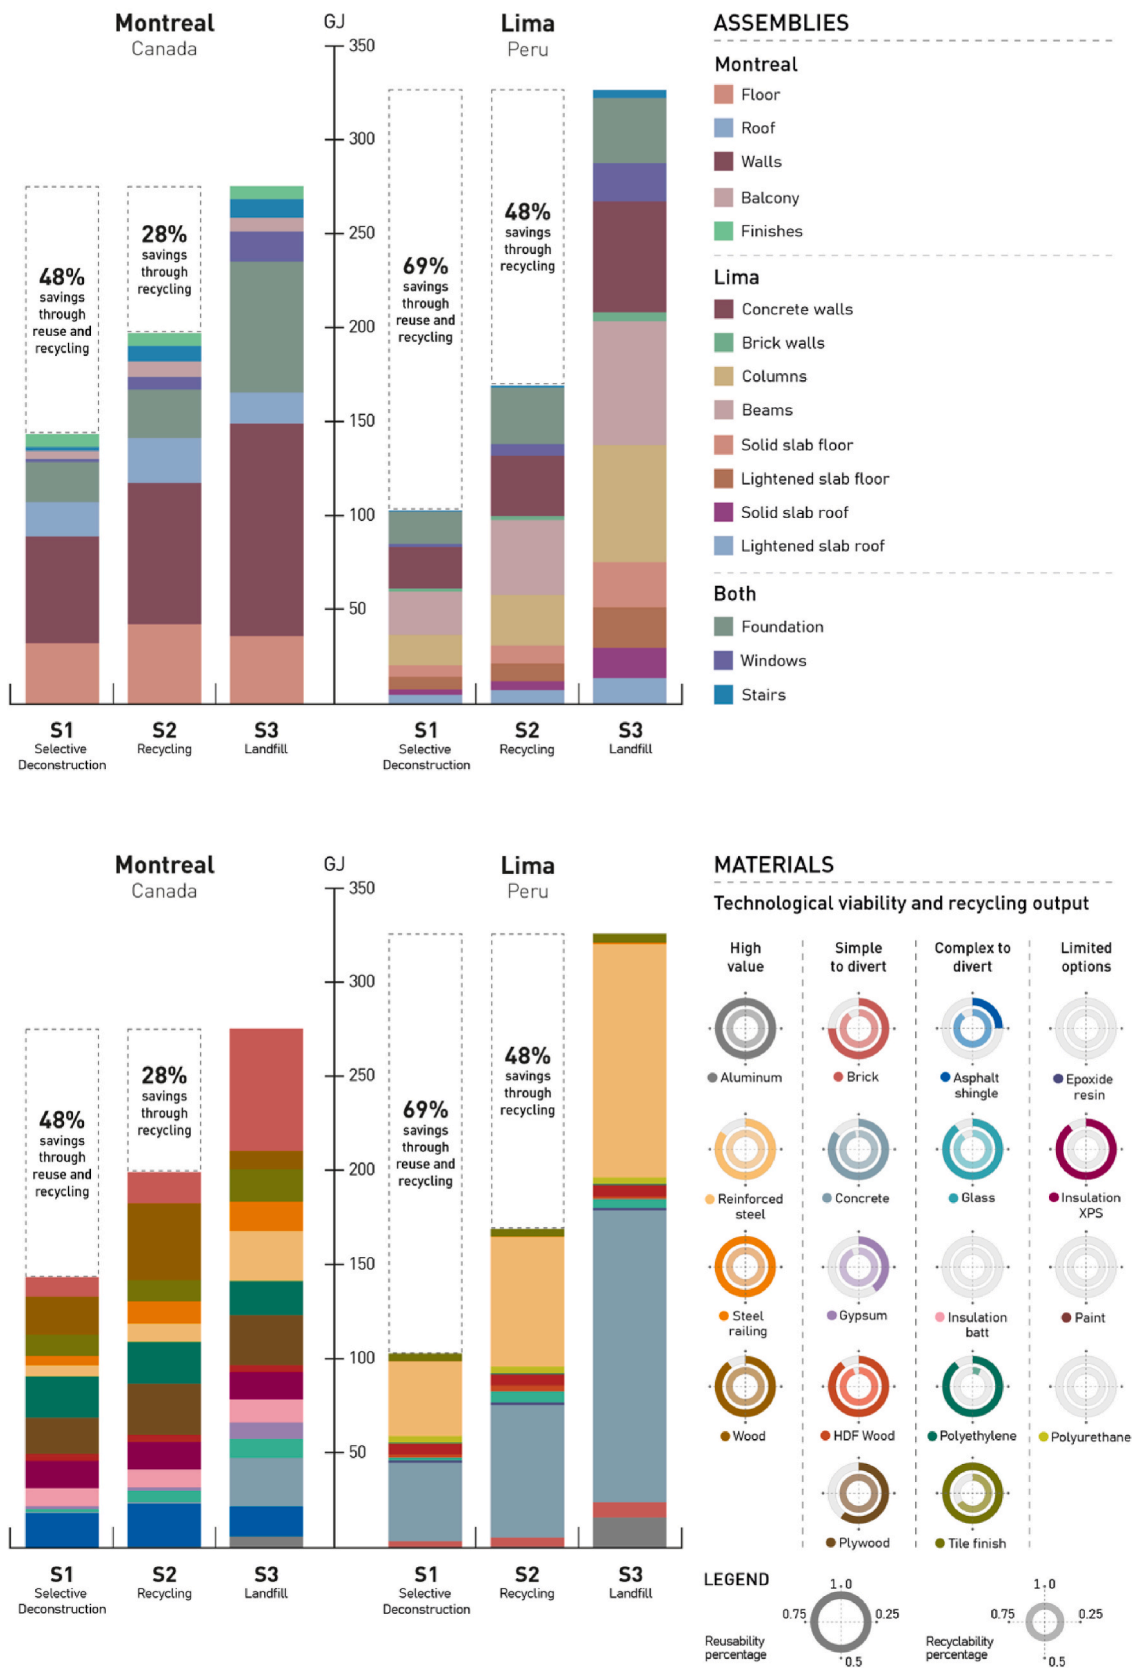 Montreal
Canada
GJ
Lima
Peru
350
300
250
200
150
100
50
48%
savings
through
reuse and
recycling
28%
savings
through
recycling
69%
savings
through
reuse and
recycling
48%
savings
through
recycling
S1
Selective
Deconstruction
S2
Recycling
S3
Landfill
S1
Selective
Deconstruction
S2
Recycling
S3
Landfill
ASSEMBLIES
Montreal
Floor
Roof
Walls
Balcony
Finishes
Lima
Concrete walls
Brick walls
Columns
Beams
Solid slab floor
Lightened slab floor
Solid slab roof
Lightened slab roof
Both
Foundation
Windows
Stairs
Montreal
Canada
GJ
Lima
Peru
350
300
250
200
150
100
50
48%
savings
through
reuse and
recycling
28%
savings
through
recycling
69%
savings
through
reuse and
recycling
48%
savings
through
recycling
S1
Selective
Deconstruction
S2
Recycling
S3
Landfill
S1
Selective
Deconstruction
S2
Recycling
S3
Landfill
MATERIALS
Technological viability and recycling output
High
value
Simple
to divert
Complex to
divert
Limited
options
Aluminum
Brick
Asphalt
shingle
Epoxide
resin
Reinforced
steel
Concrete
Glass
Insulation
XPS
Steel
railing
Gypsum
Insulation
batt
Paint
Wood
HDF Wood
Polyethylene
Polyurethane
Plywood
Tile finish
LEGEND
1.0
0.75
0.25
0.5
Reusability
percentage
1.0
0.75
0.25
0.5
Recyclability
percentage